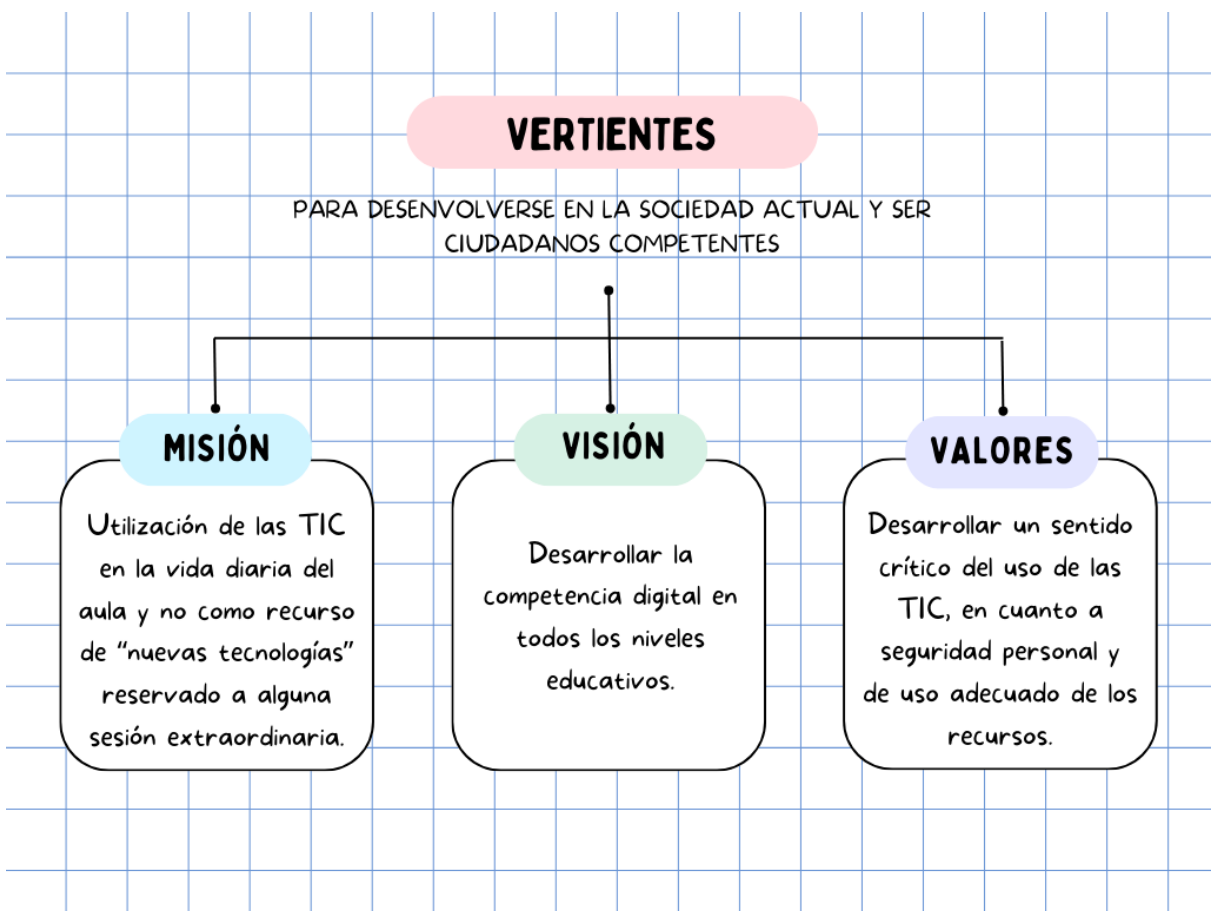 VERTIENTES
PARA DESENVOLVERSE EN LA SOCIEDAD ACTUAL Y SER
CIUDADANOS COMPETENTES
MISIÓN
Utilización de las TIC
en la vida diaria del
aula y no como recurso
de “nuevas tecnologías”
reservado a alguna
sesión extraordinaria.
VISIÓN
Desarrollar la
competencia digital en
todos los niveles
educativos.
VALORES
Desarrollar un sentido
crítico del uso de las
TIC, en cuanto a
seguridad personal y
de uso adecuado de los
recursos.